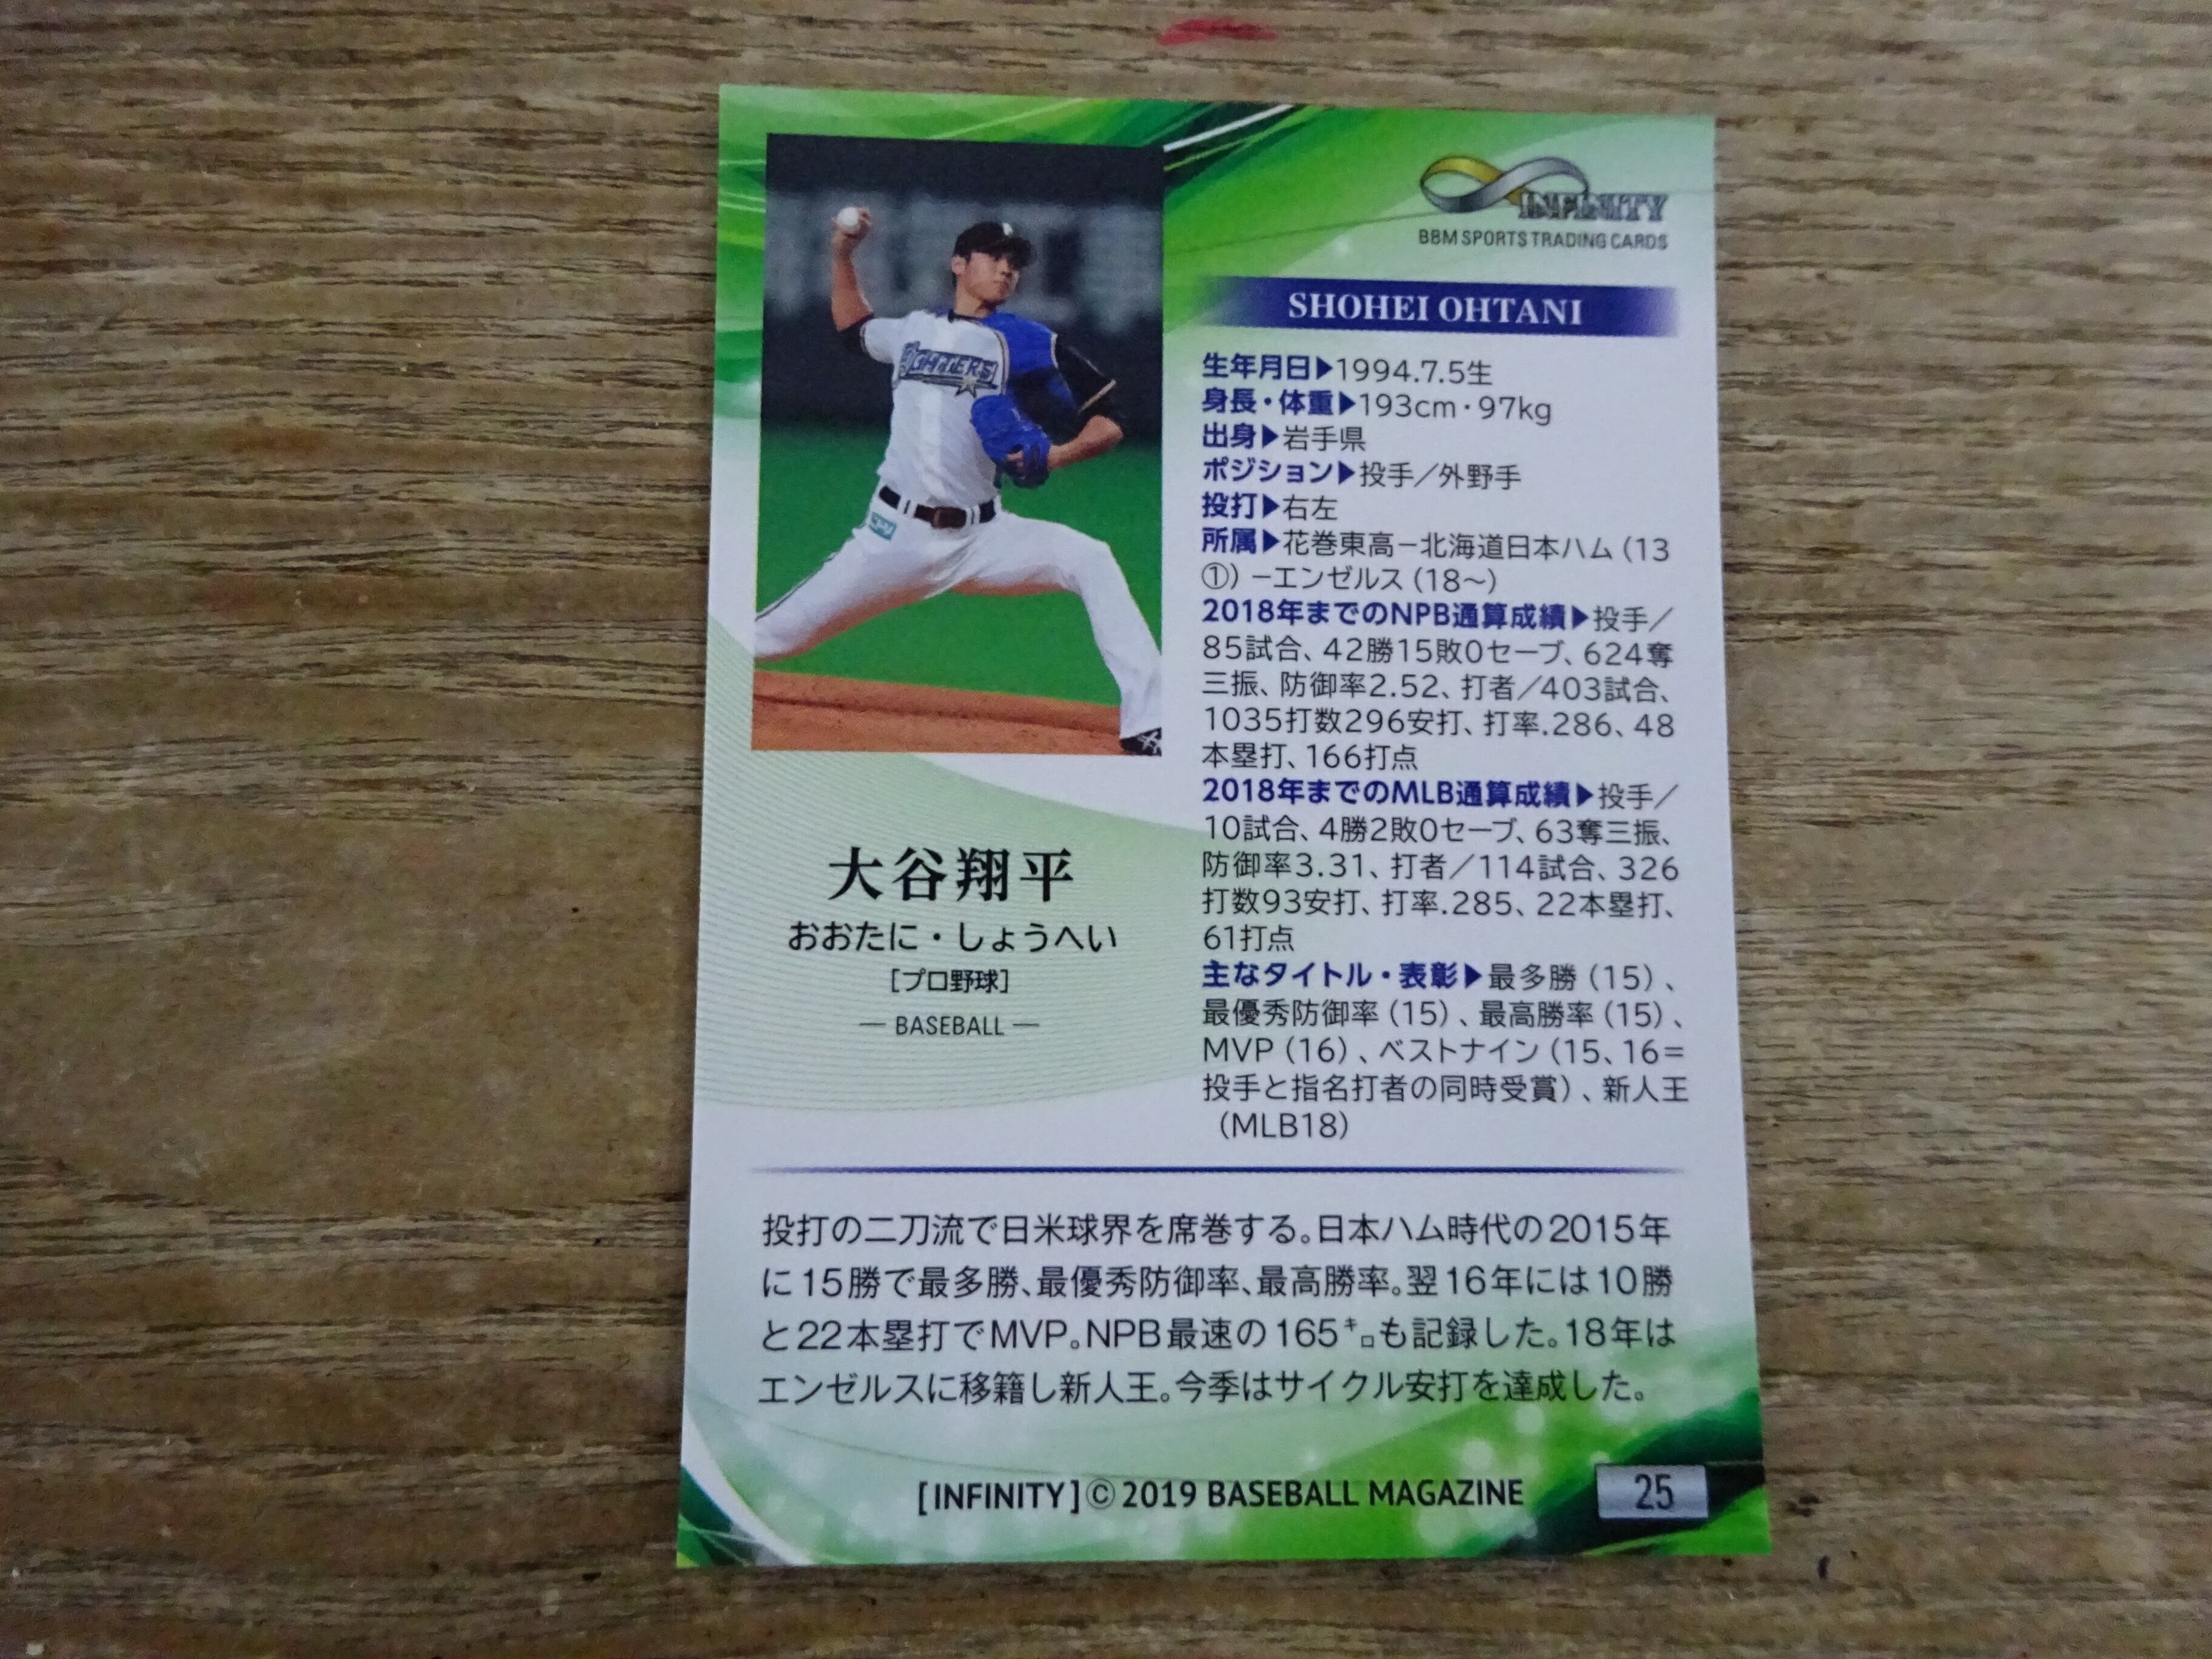 INFINITY
BBM SPORTS TRADING CARDS
SHOHEI OHTANI
生年月日▶1994.7.5生
身長・体重▶193cm・97kg
出身▶岩手県
ポジション▶投手／外野手
投打▶右左
所属▶花巻東高－北海道日本ハム(13
①)－エンゼルス(18～)
2018年までのNPB通算成績▶投手／
85試合、42勝15敗0セーブ、624奪
三振、防御率2.52、打者／403試合、
1035打数296安打、打率.286、48
本塁打、166打点
2018年までのMLB通算成績▶投手／
10試合、4勝2敗0セーブ、63奪三振、
防御率3.31、打者／114試合、326
打数93安打、打率.285、22本塁打、
61打点
主なタイトル・表彰▶最多勝(15)、
最優秀防御率(15)、最高勝率(15)、
MVP(16)、ベストナイン(15、16＝
投手と指名打者の同時受賞)、新人王
(MLB18)
FIGHTERS
大谷翔平
おおたに・しょうへい
[プロ野球]
― BASEBALL ―
投打の二刀流で日米球界を席巻する。日本ハム時代の2015年
に15勝で最多勝、最優秀防御率、最高勝率。翌16年には10勝
と22本塁打でMVP。NPB最速の165㌔も記録した。18年は
エンゼルスに移籍し新人王。今季はサイクル安打を達成した。
[INFINITY]©2019 BASEBALL MAGAZINE
25